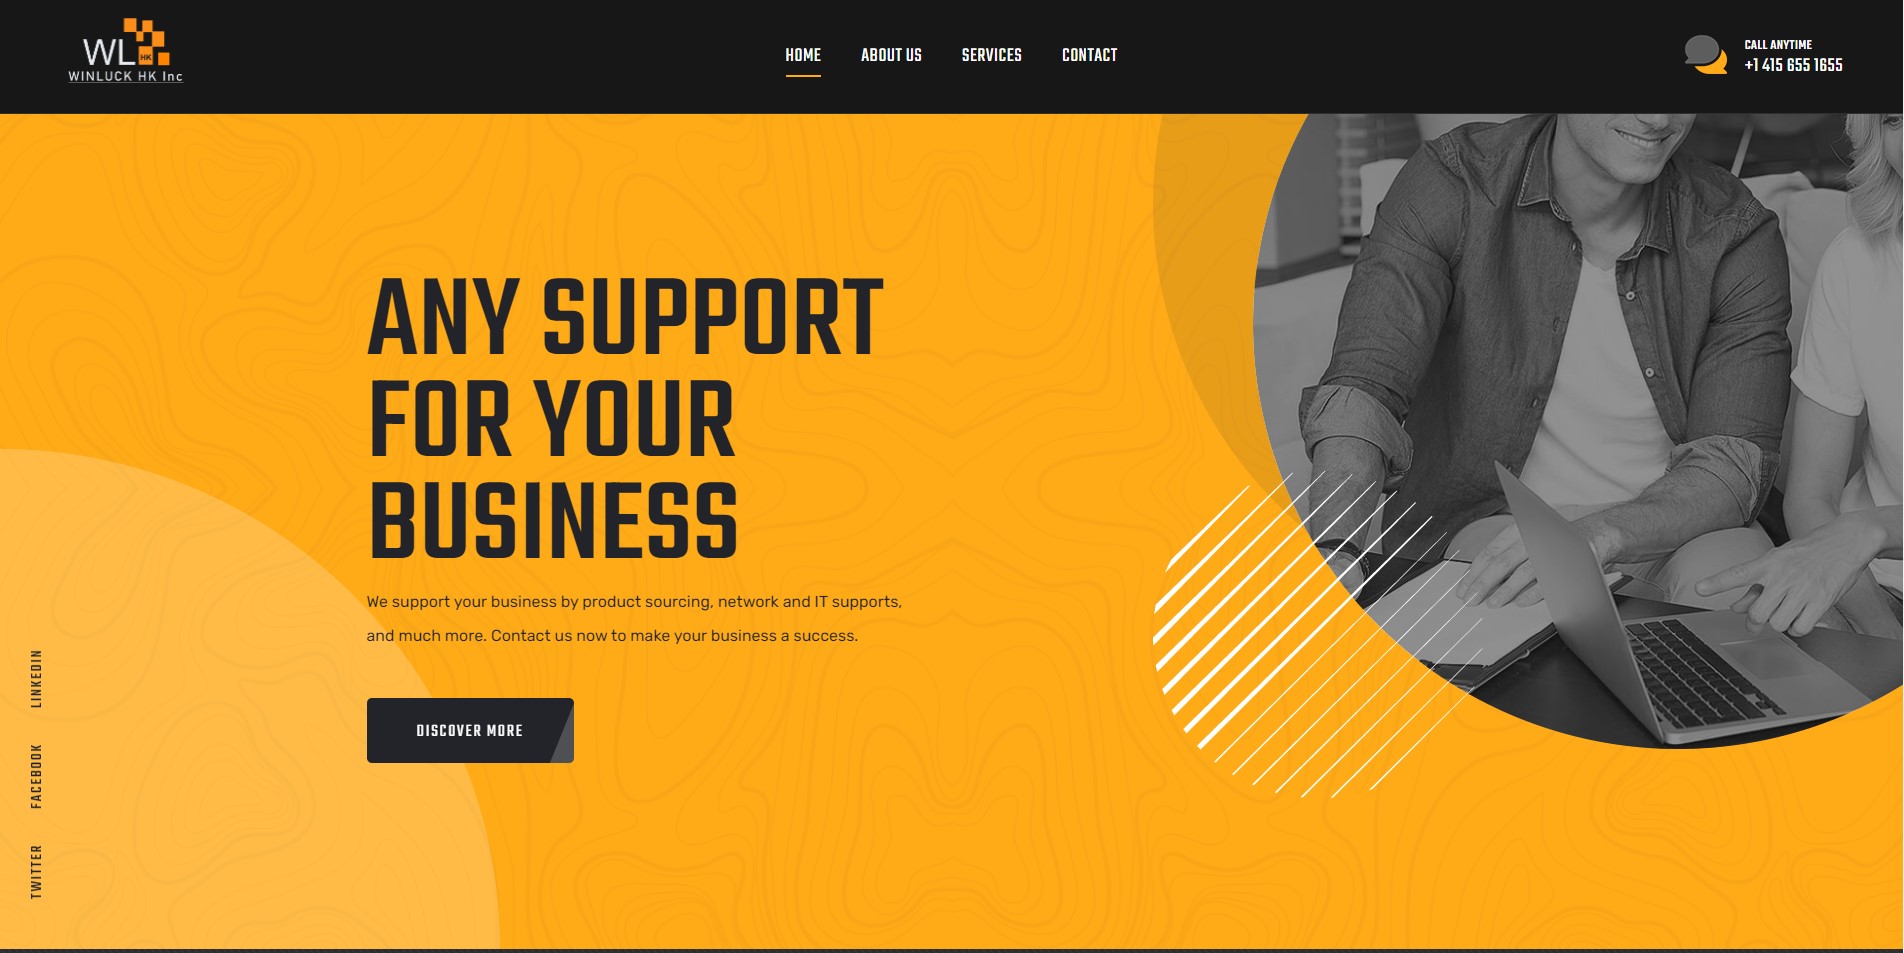 WL
HK
WINLUCK HK Inc
HOME
ABOUT US
SERVICES
CONTACT
CALL ANYTIME
+1 415 655 1655
ANY SUPPORT
FOR YOUR
BUSINESS
We support your business by product sourcing, network and IT supports,
and much more. Contact us now to make your business a success.
DISCOVER MORE
LINKEDIN
FACEBOOK
TWITTER